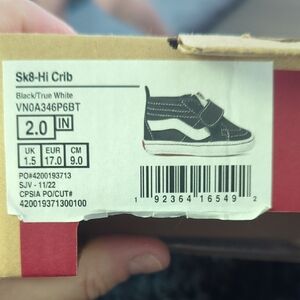 Sk8-Hi Crib
Black/True White
VN0A346P6BT
2.0 IN
UK EUR CM
1.5 17.0 9.0
PO#4200193713
SJV - 11/22
CPSIA PO/CUT#
420019371300100
1 92364 16549 2